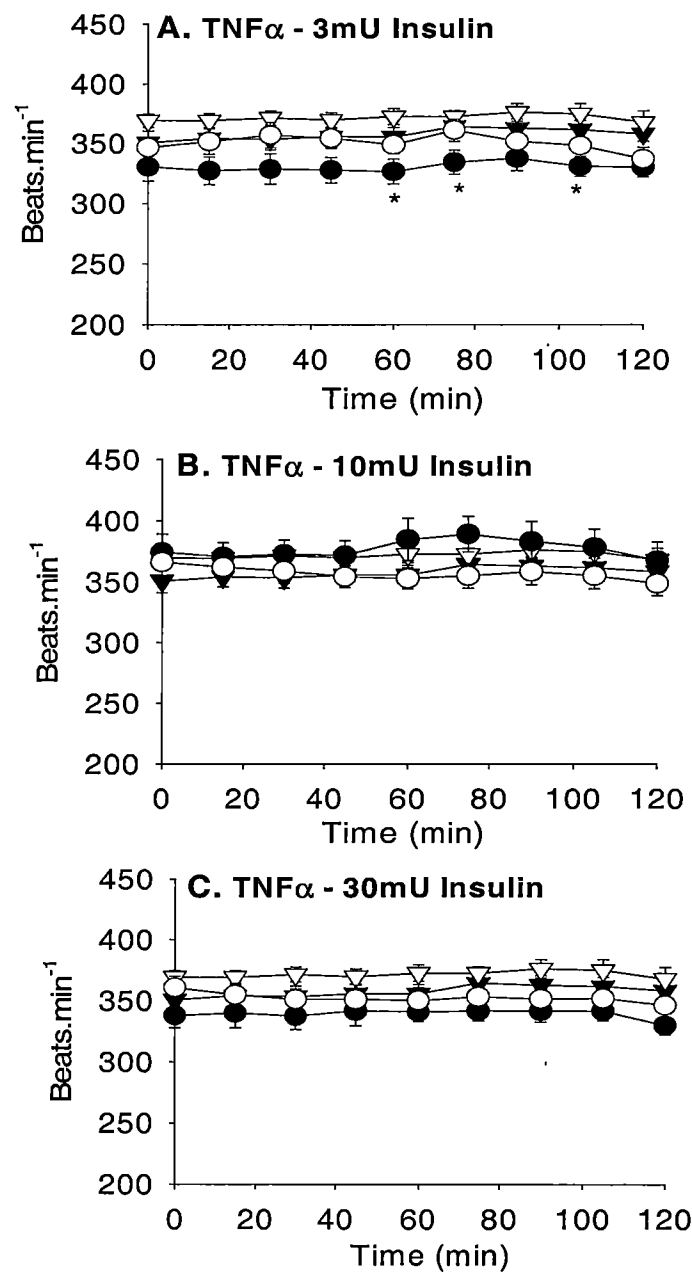 A. TNFα - 3mU Insulin
450
400
350
300
250
200
Beats.min⁻¹
* * *
0 20 40 60 80 100 120
Time (min)
B. TNFα - 10mU Insulin
450
400
350
300
250
200
Beats.min⁻¹
0 20 40 60 80 100 120
Time (min)
C. TNFα - 30mU Insulin
450
400
350
300
250
200
Beats.min⁻¹
0 20 40 60 80 100 120
Time (min)